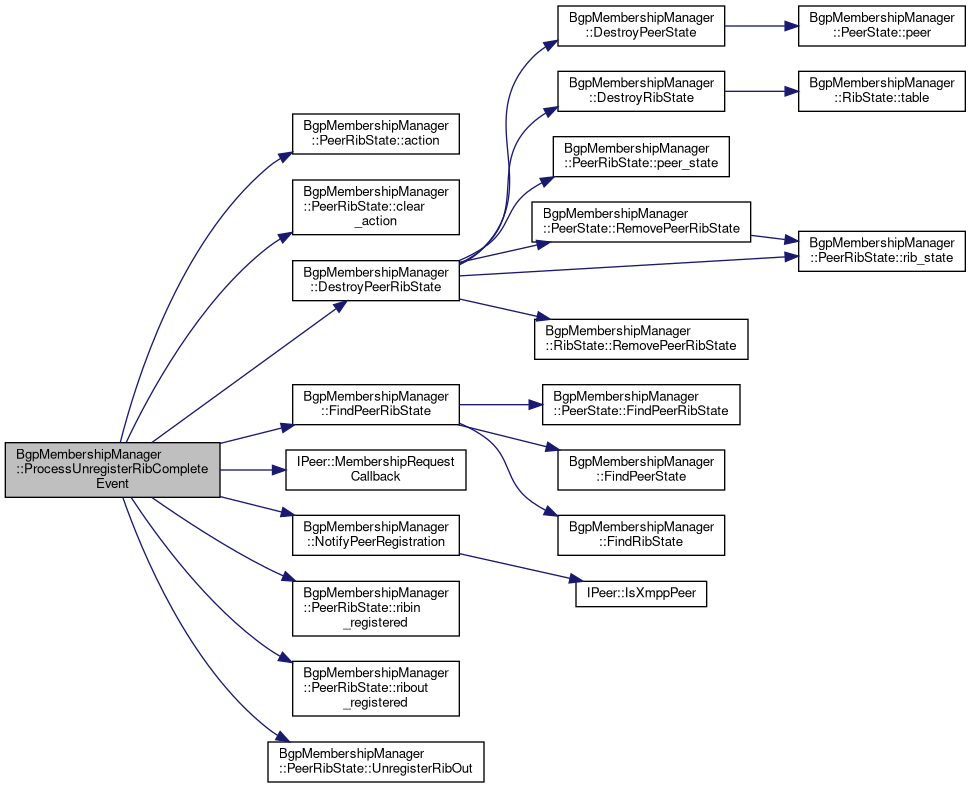 BgpMembershipManager
::ProcessUnregisterRibComplete
Event
BgpMembershipManager
::PeerRibState::action
BgpMembershipManager
::PeerRibState::clear
_action
BgpMembershipManager
::DestroyPeerRibState
BgpMembershipManager
::DestroyPeerState
BgpMembershipManager
::PeerState::peer
BgpMembershipManager
::DestroyRibState
BgpMembershipManager
::RibState::table
BgpMembershipManager
::PeerRibState::peer_state
BgpMembershipManager
::PeerState::RemovePeerRibState
BgpMembershipManager
::PeerRibState::rib_state
BgpMembershipManager
::RibState::RemovePeerRibState
BgpMembershipManager
::FindPeerRibState
BgpMembershipManager
::PeerState::FindPeerRibState
BgpMembershipManager
::FindPeerState
BgpMembershipManager
::FindRibState
IPeer::MembershipRequest
Callback
BgpMembershipManager
::NotifyPeerRegistration
IPeer::IsXmppPeer
BgpMembershipManager
::PeerRibState::ribin
_registered
BgpMembershipManager
::PeerRibState::ribout
_registered
BgpMembershipManager
::PeerRibState::UnregisterRibOut